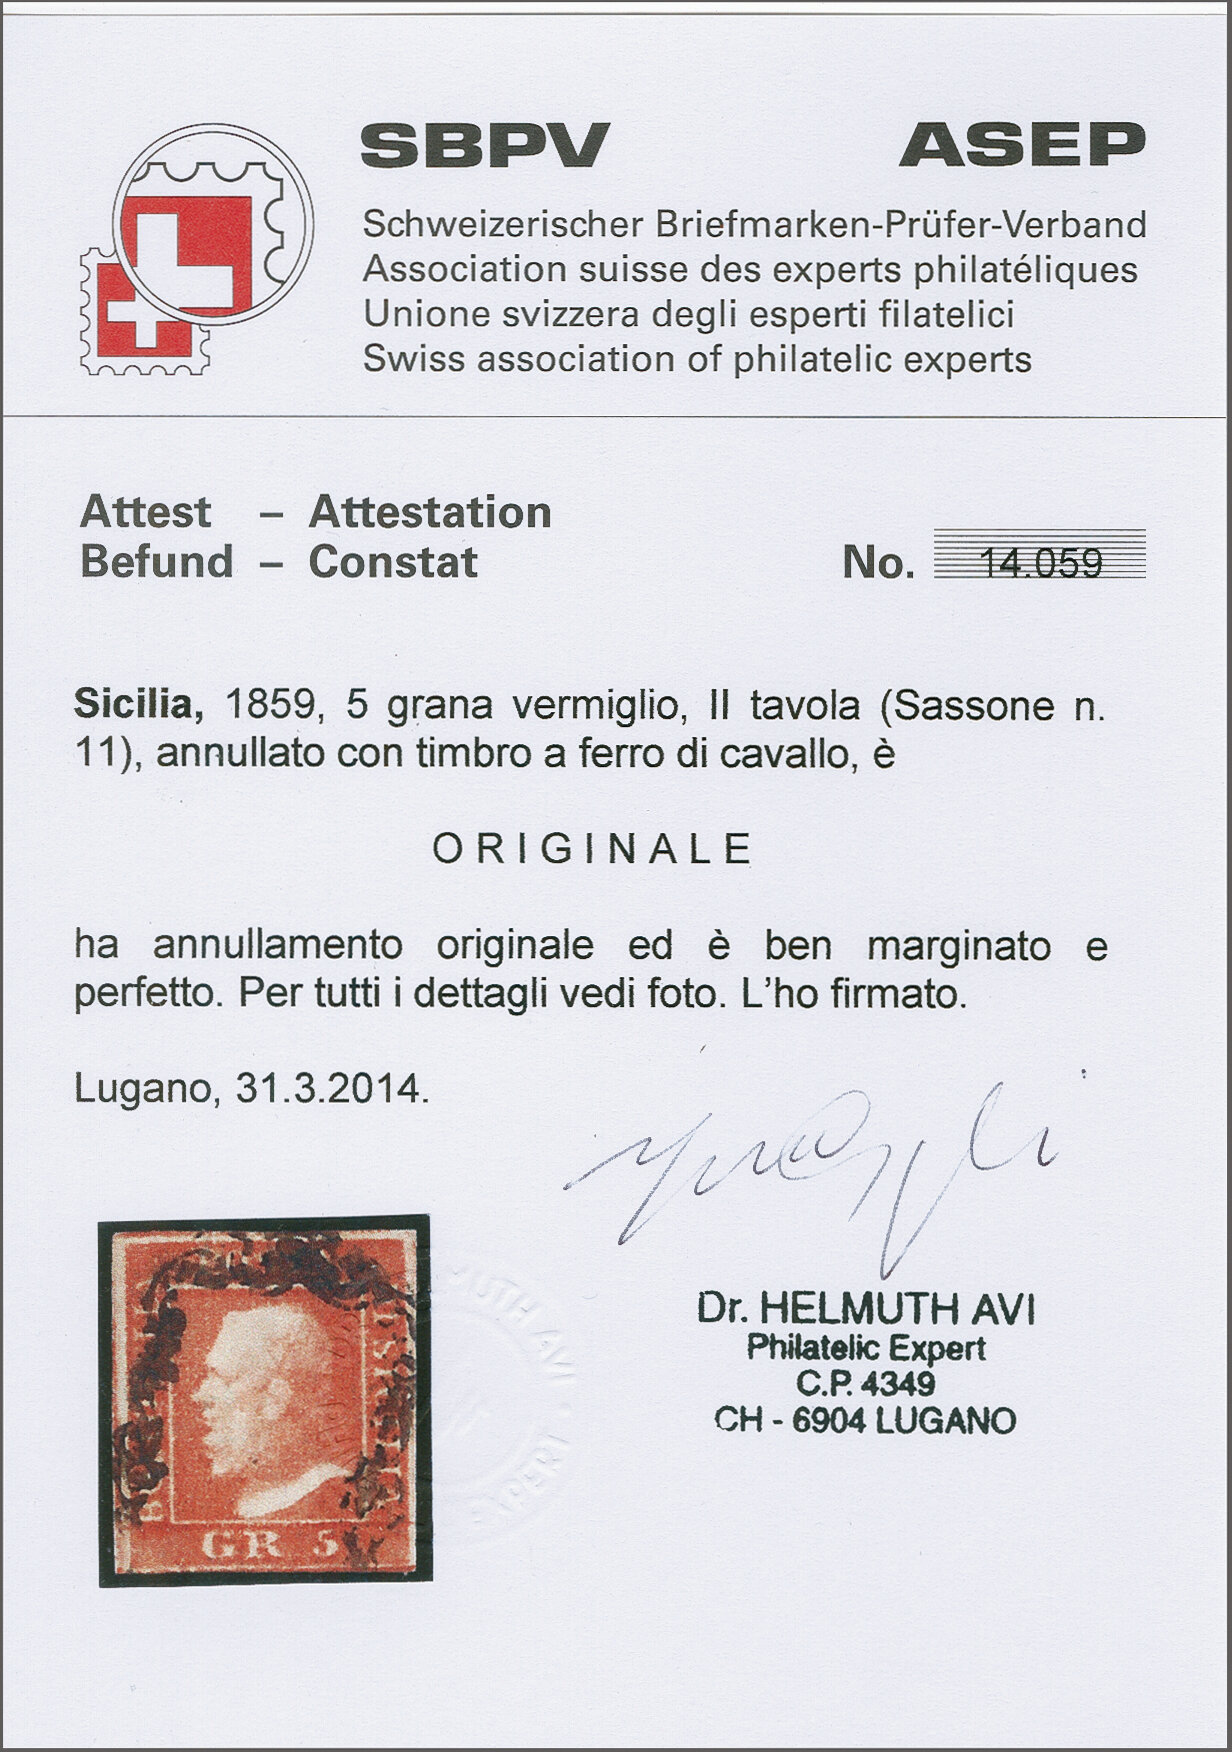 SBPV ASEP
Schweizerischer Briefmarken-Prüfer-Verband
Association suisse des experts philatéliques
Unione svizzera degli esperti filatelici
Swiss association of philatelic experts
Attest – Attestation
Befund – Constat
No. 14.059
Sicilia, 1859, 5 grana vermiglio, II tavola (Sassone n.
11), annullato con timbro a ferro di cavallo, è
ORIGINALE
ha annullamento originale ed è ben marginato e
perfetto. Per tutti i dettagli vedi foto. L'ho firmato.
Lugano, 31.3.2014.
Dr. HELMUTH AVI
Philatelic Expert
C.P. 4349
CH - 6904 LUGANO
GR 5